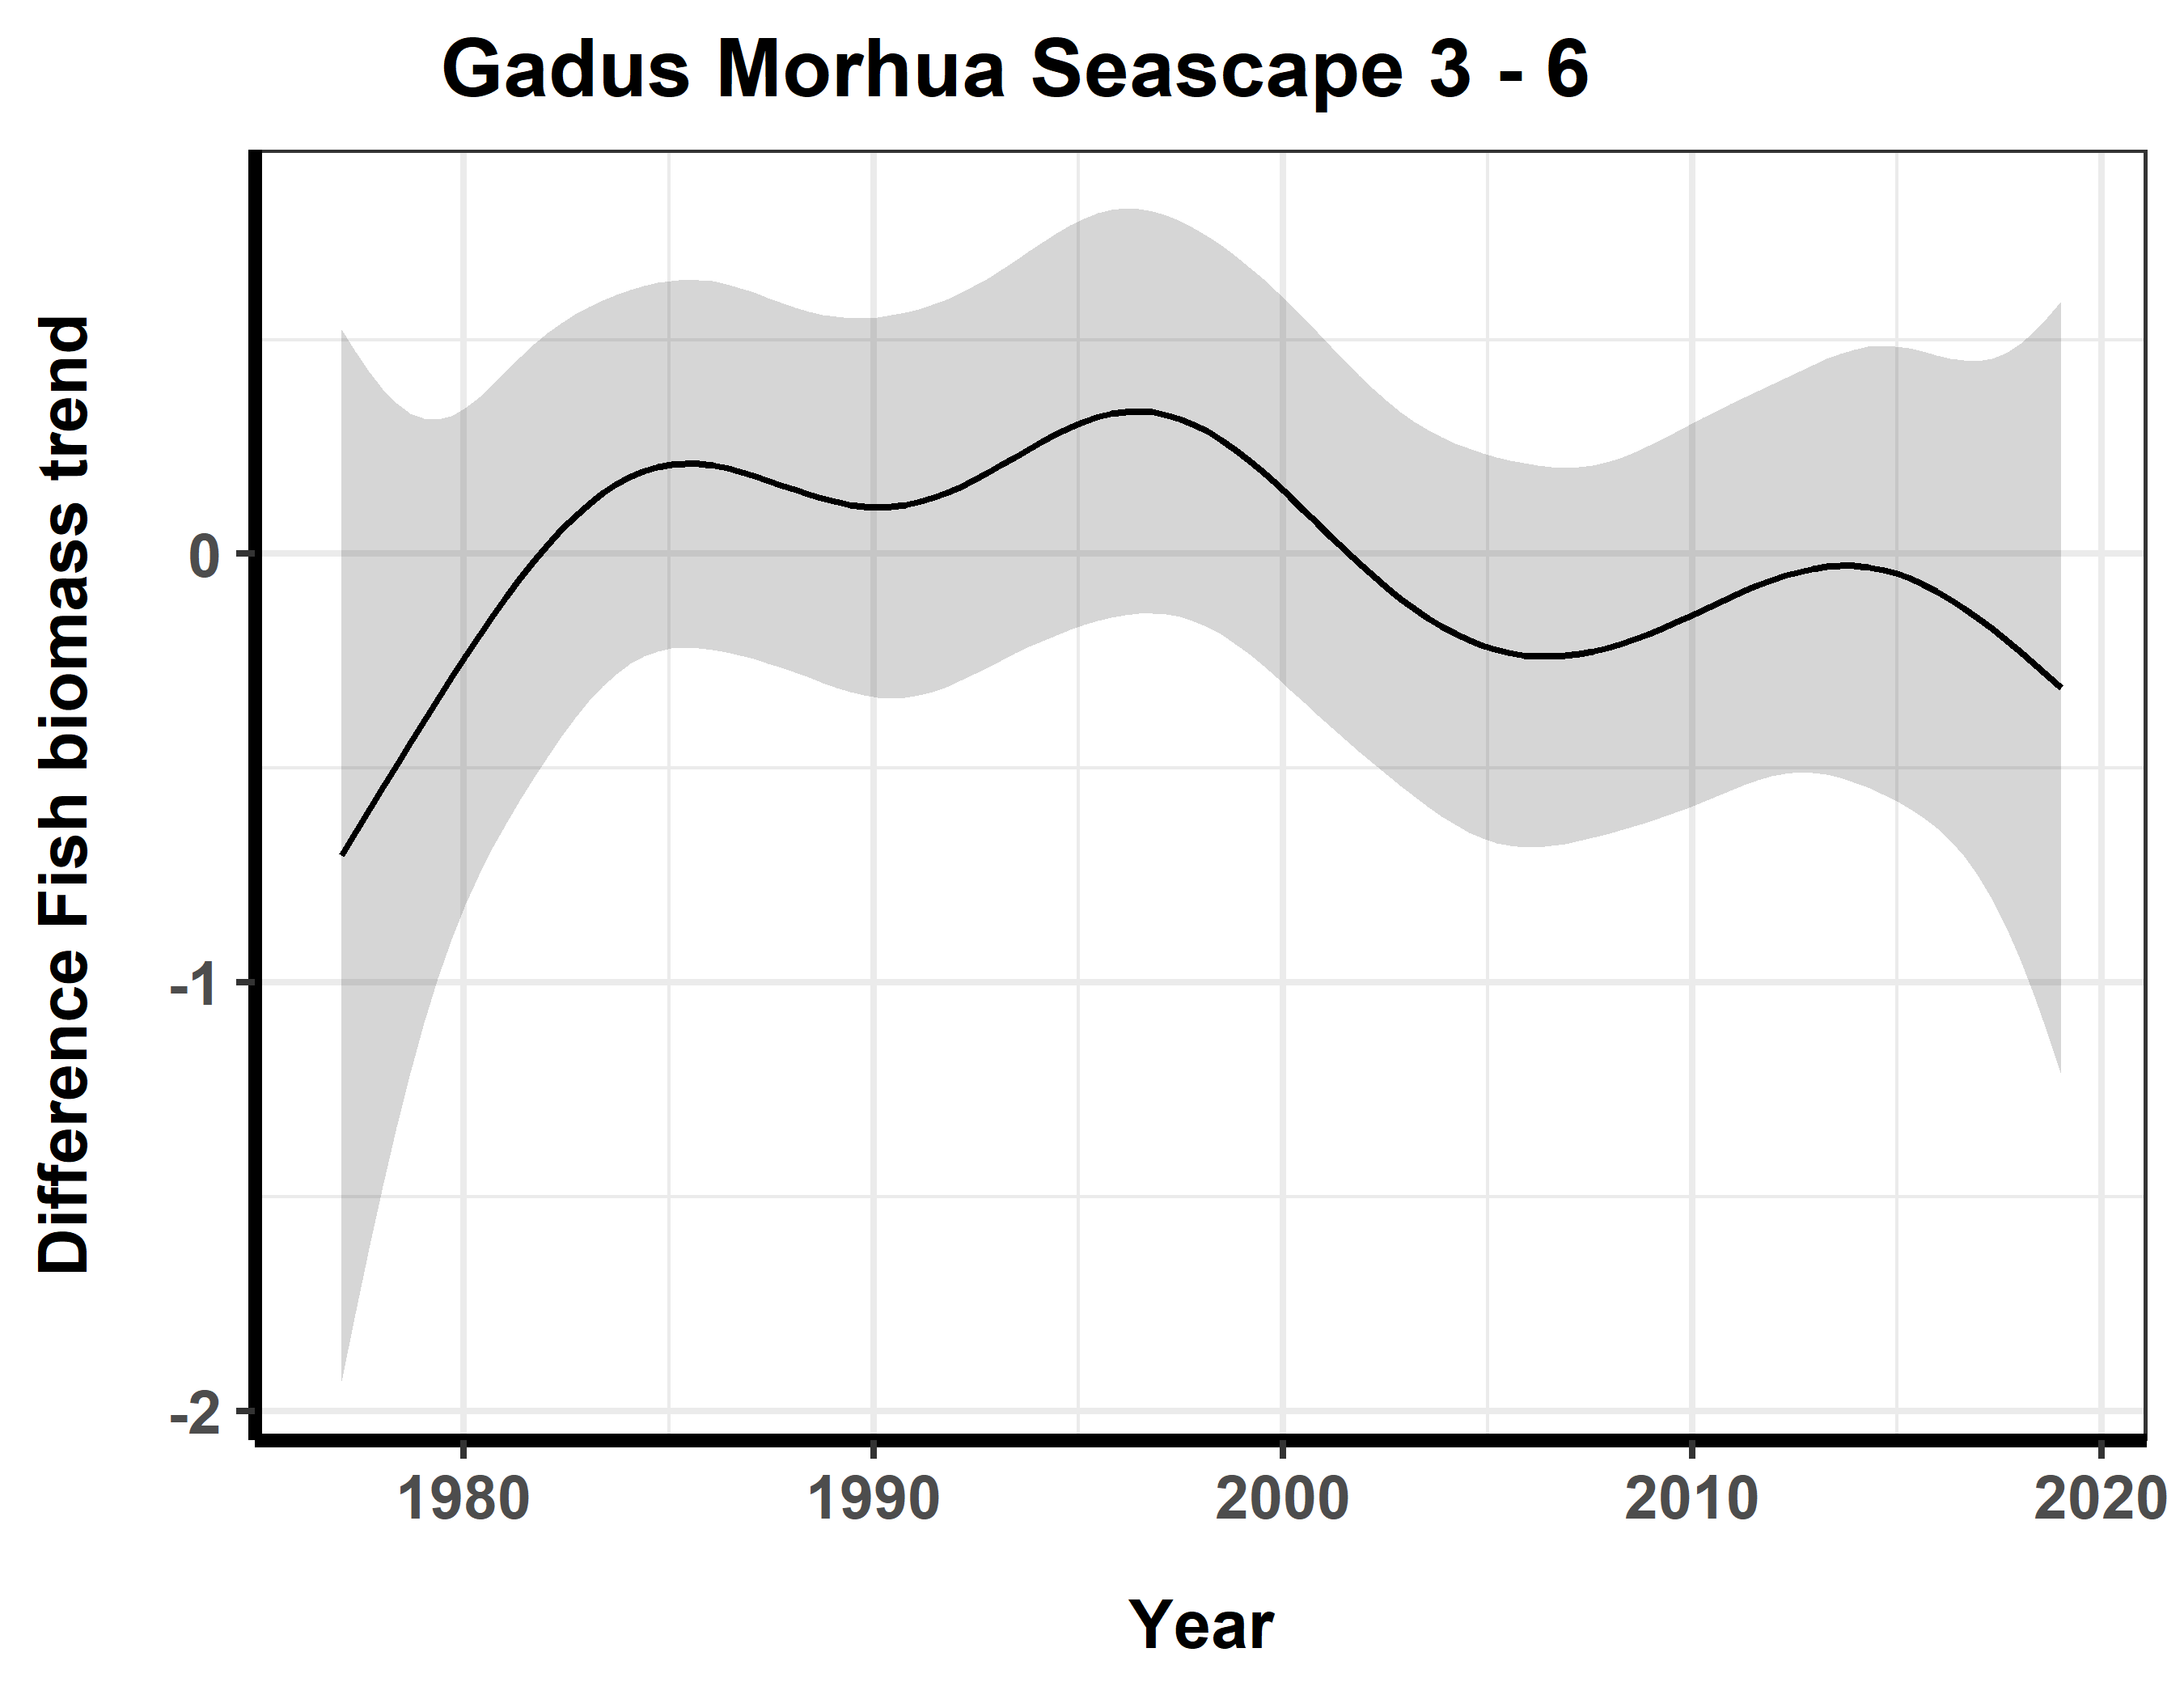 Gadus Morhua Seascape 3 - 6
Difference Fish biomass trend
0
-1
-2
1980
1990
2000
2010
2020
Year